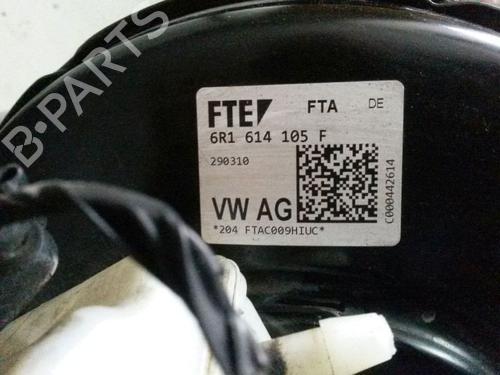 FTE FTA DE
6R1 614 105 F
290310
VW AG
*204 FTAC009HIUC*
C000442614
B-PARTS